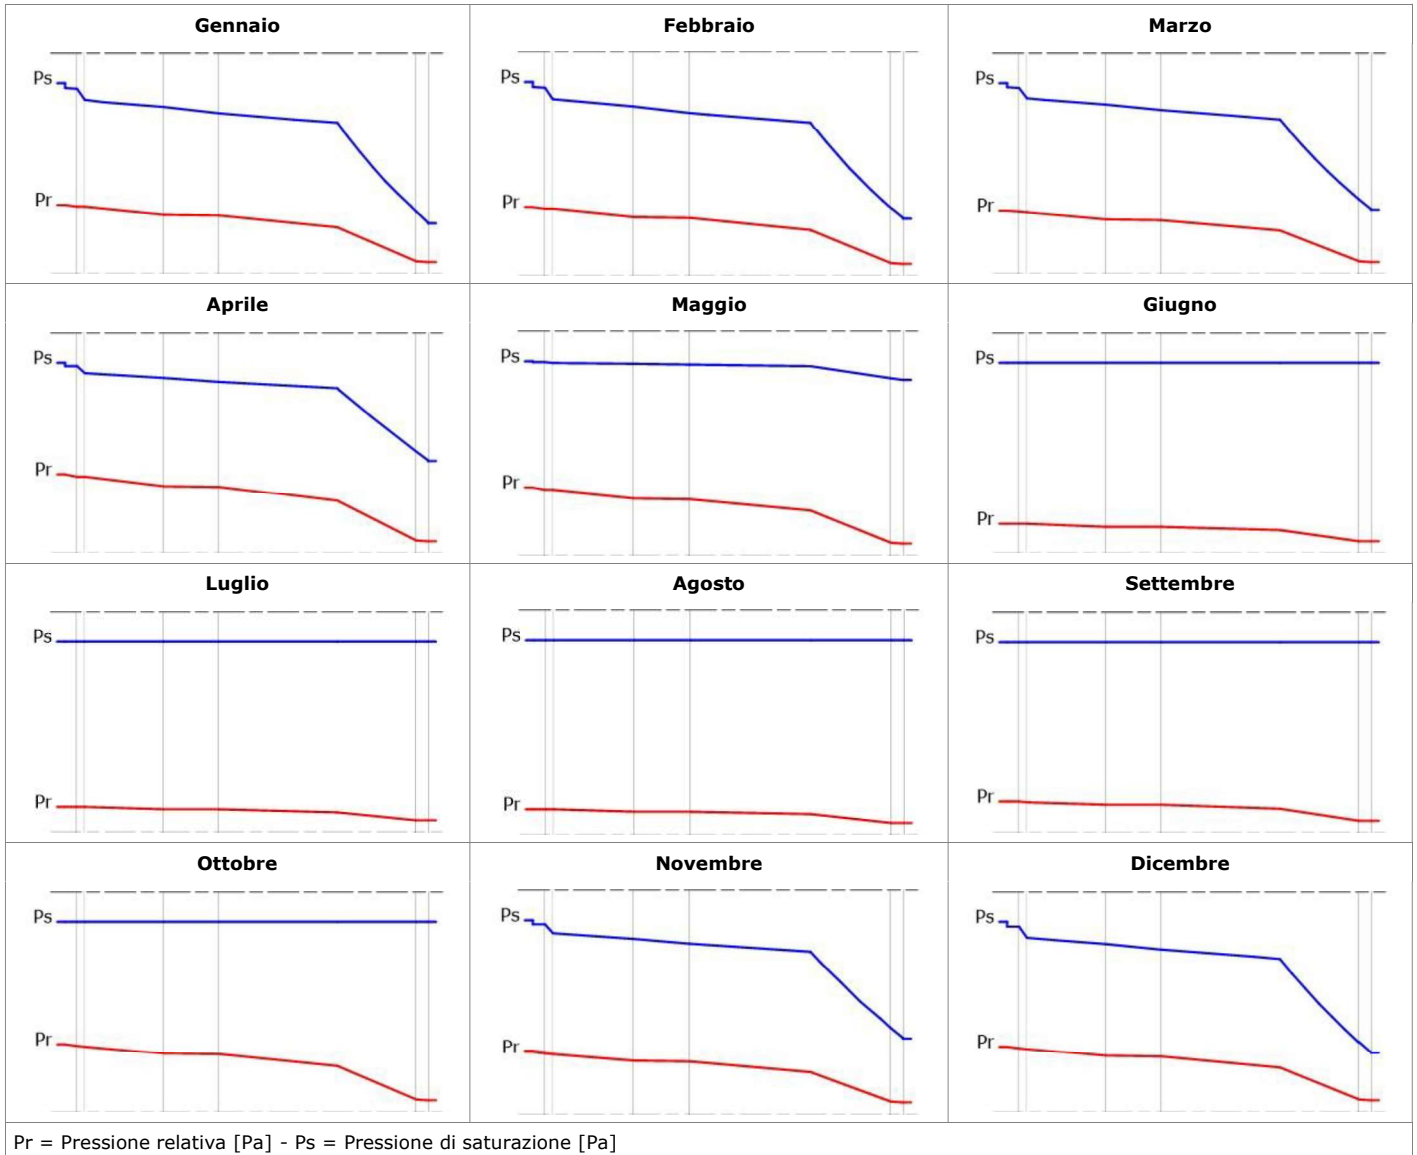 Gennaio
Febbraio
Marzo
Ps
Ps
Ps
Pr
Pr
Pr
Aprile
Maggio
Giugno
Ps
Ps
Ps
Pr
Pr
Pr
Luglio
Agosto
Settembre
Ps
Ps
Ps
Pr
Pr
Pr
Ottobre
Novembre
Dicembre
Ps
Ps
Ps
Pr
Pr
Pr
Pr = Pressione relativa [Pa] - Ps = Pressione di saturazione [Pa]